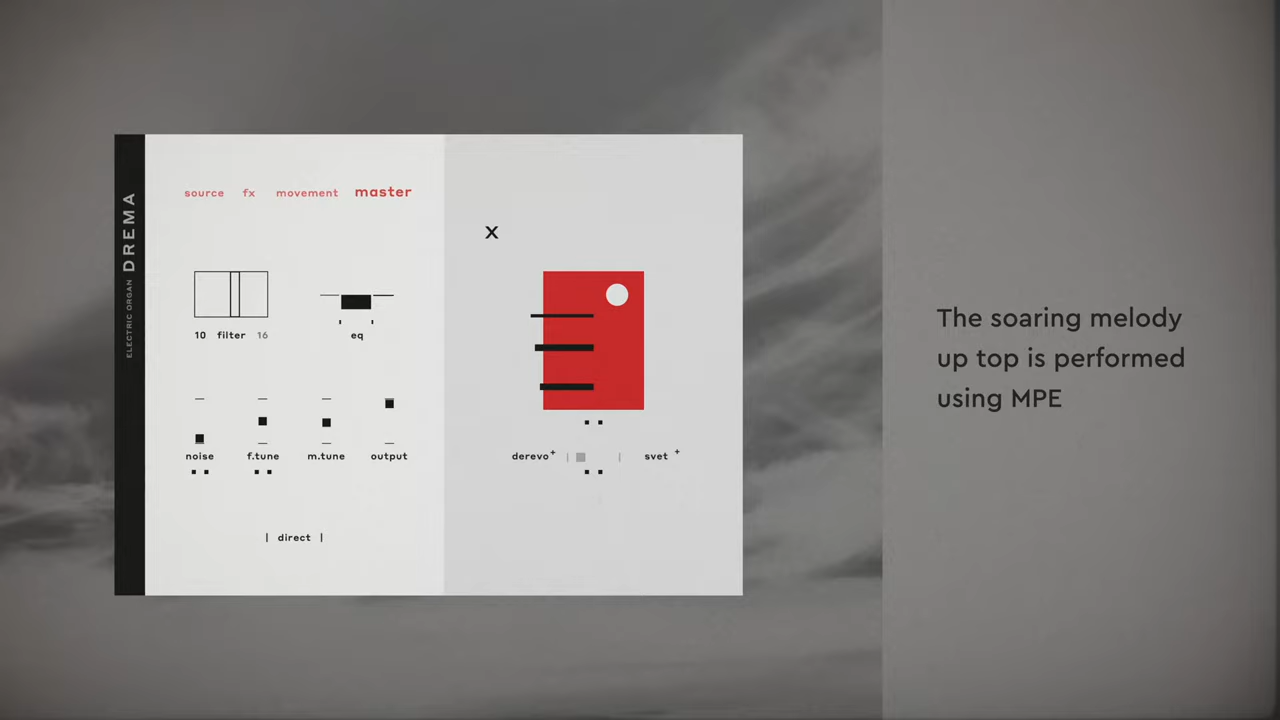 ELECTRIC ORGAN DREMA
source fx movement master
X
10 filter 16
eq
noise f.tune m.tune output
derevo+ svet +
| direct |
The soaring melody
up top is performed
using MPE